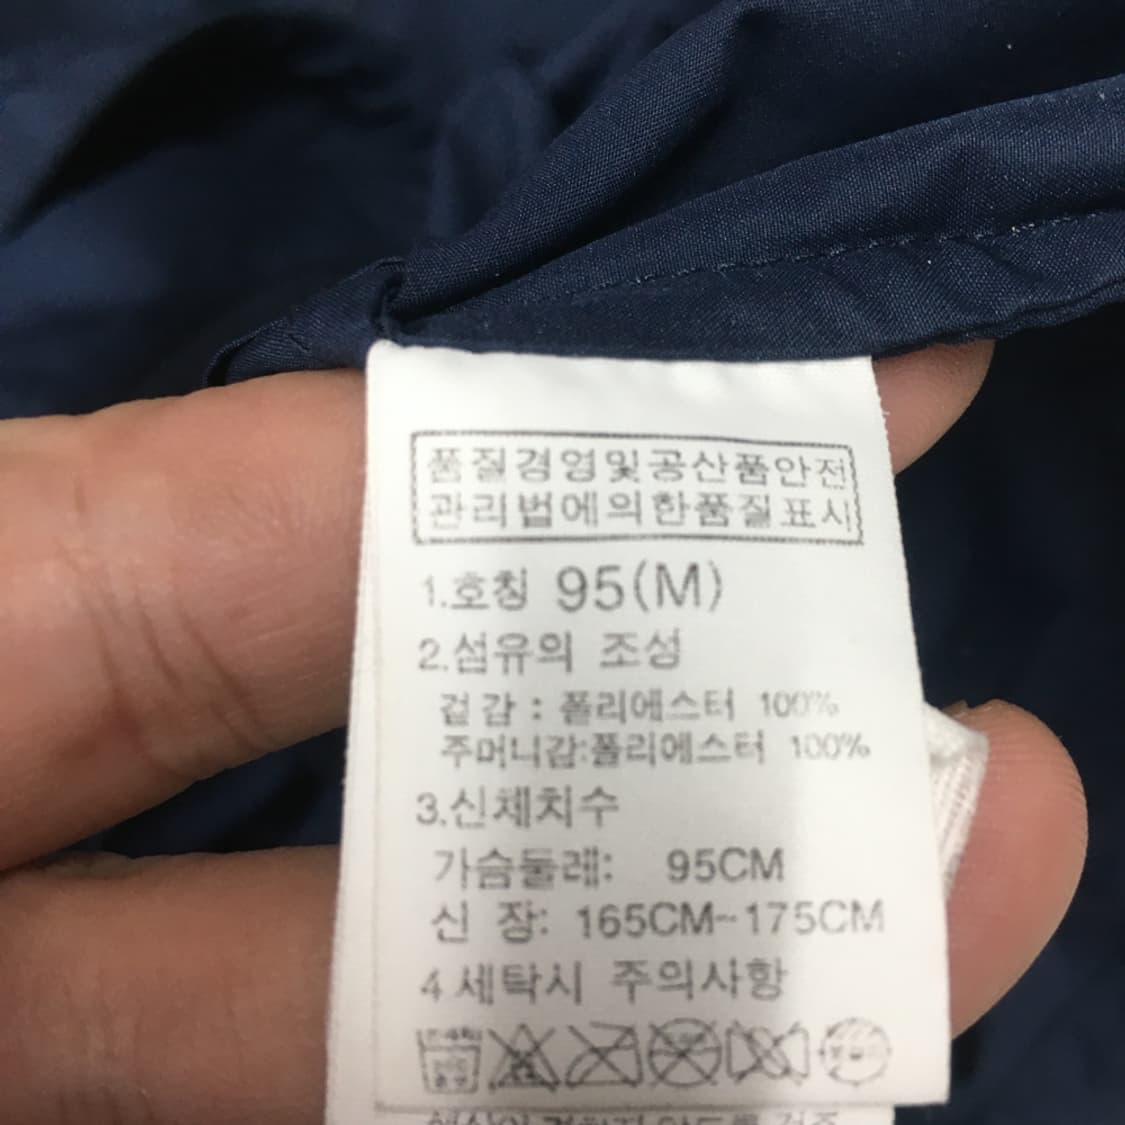 품질경영및공산품안전
관리법에의한품질표시
1.호칭 95(M)
2.섬유의 조성
겉감 : 폴리에스터 100%
주머니감:폴리에스터 100%
3.신체치수
가슴둘레: 95CM
신 장: 165CM-175CM
4 세탁시 주의사항